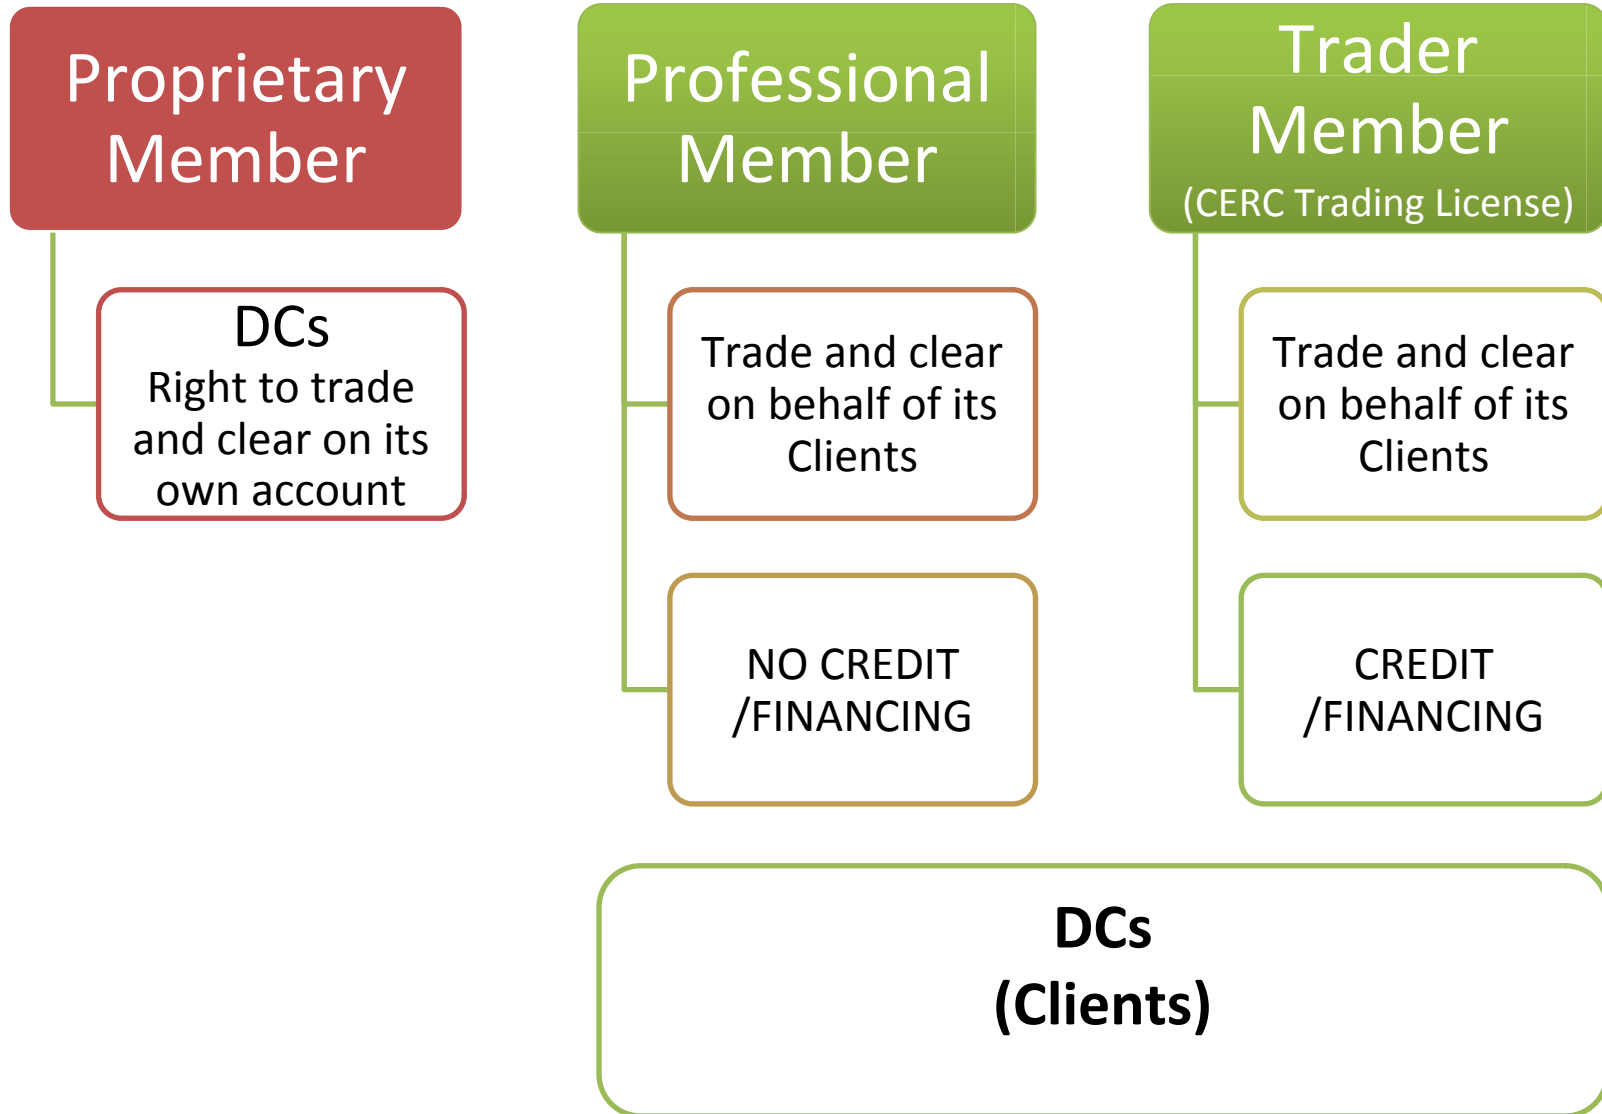 Proprietary
Member
DCs
Right to trade
and clear on its
own account
Professional
Member
Trade and clear
on behalf of its
Clients
NO CREDIT
/FINANCING
Trader
Member
(CERC Trading License)
Trade and clear
on behalf of its
Clients
CREDIT
/FINANCING
DCs
(Clients)